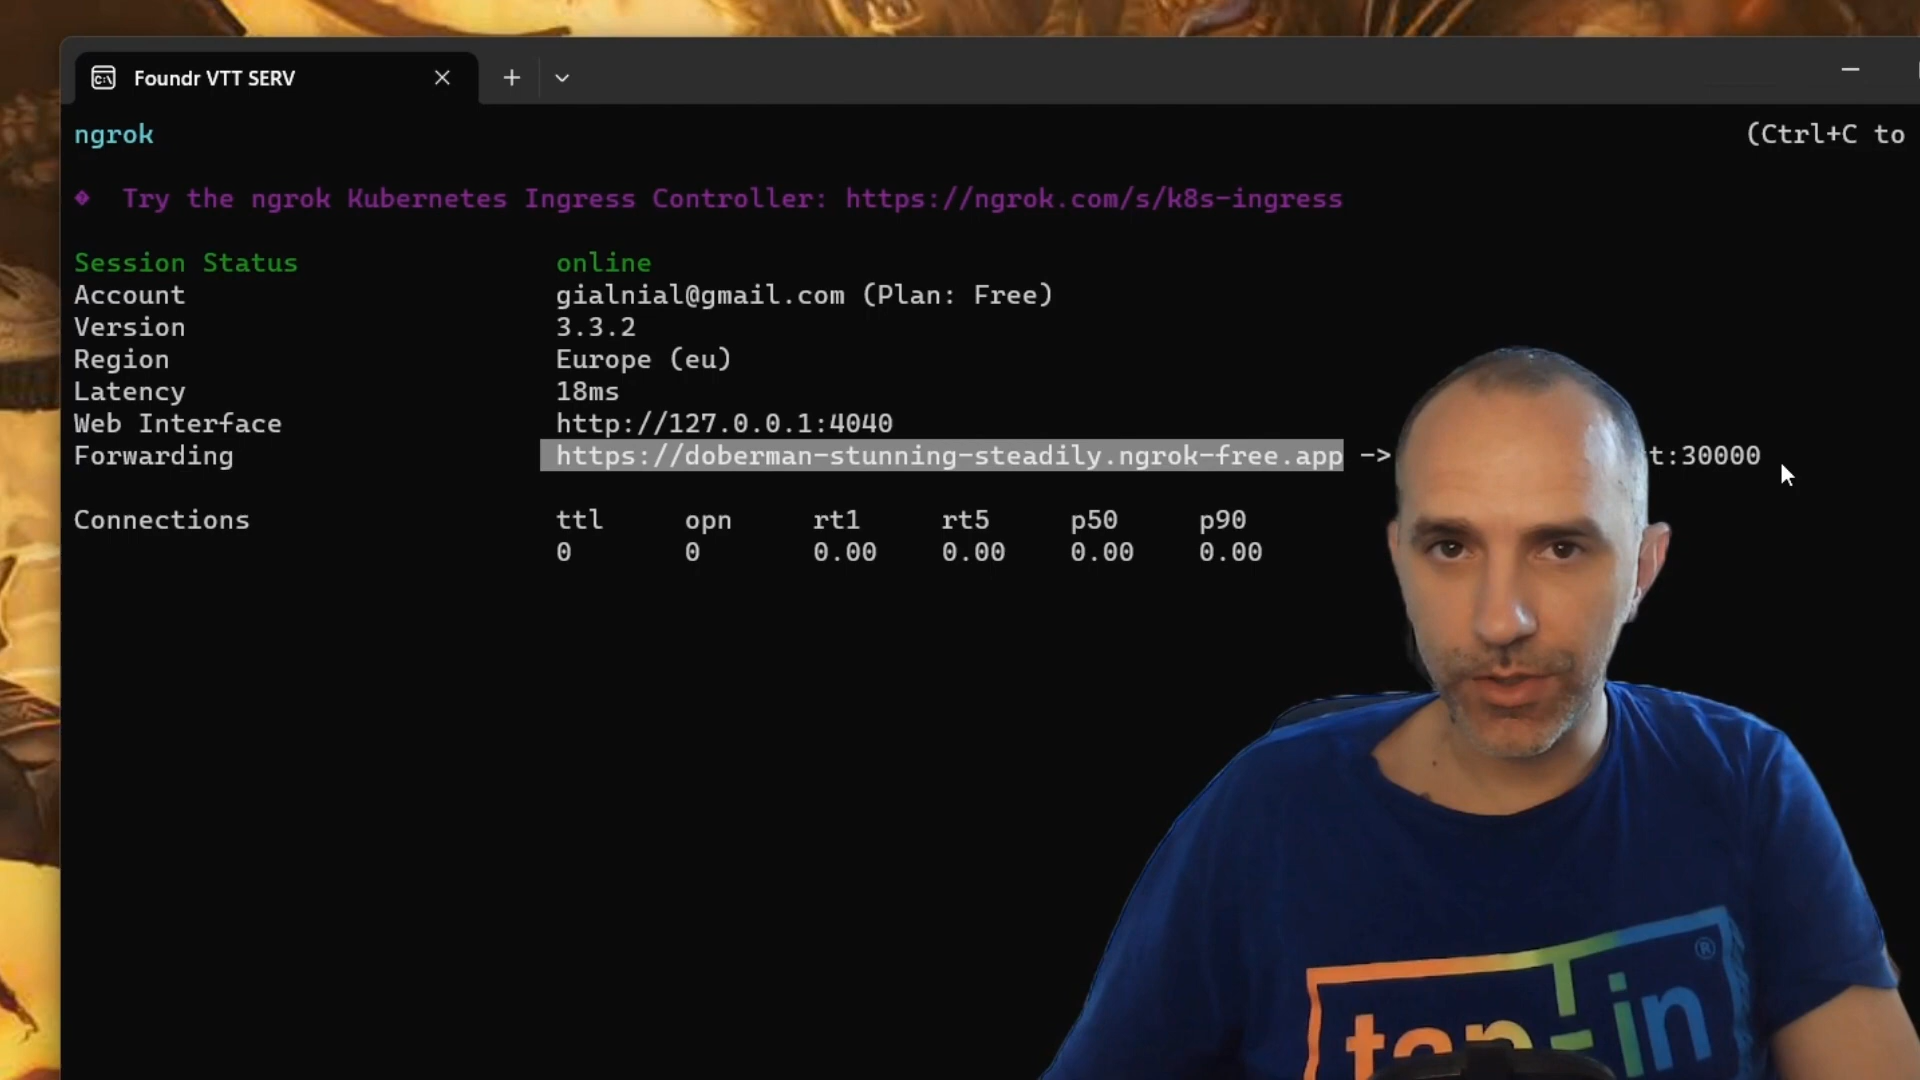 Foundr VTT SERV
ngrok (Ctrl+C to
Try the ngrok Kubernetes Ingress Controller: https://ngrok.com/s/k8s-ingress
Session Status online
Account gialnial@gmail.com (Plan: Free)
Version 3.3.2
Region Europe (eu)
Latency 18ms
Web Interface http://127.0.0.1:4040
Forwarding https://doberman-stunning-steadily.ngrok-free.app -> t:30000
Connections ttl opn rt1 rt5 p50 p90
0 0 0.00 0.00 0.00 0.00
tap-in ®